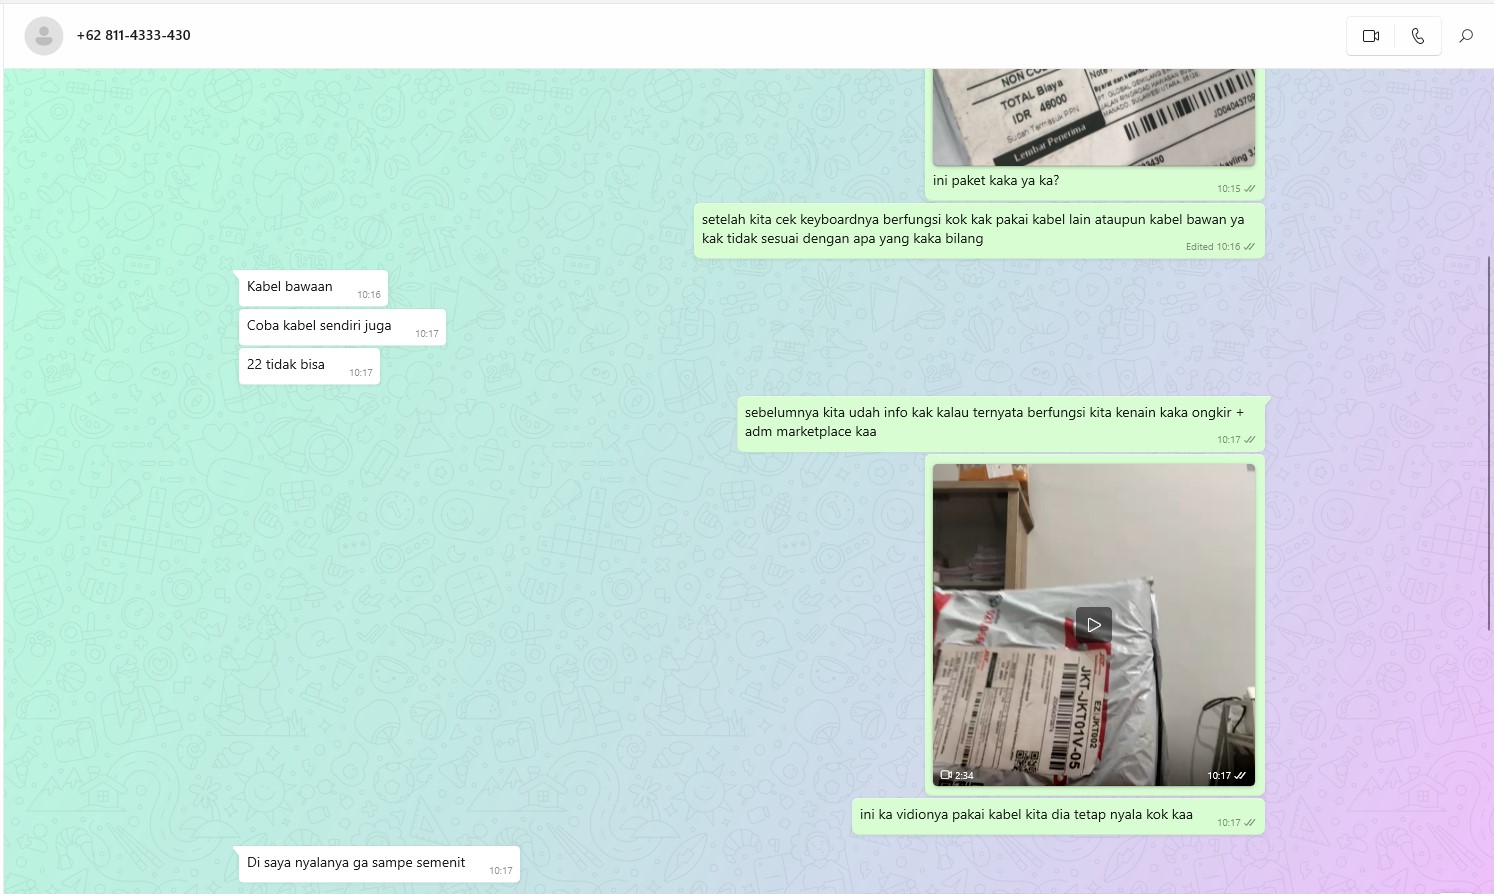 +62 811-4333-430
TOTAL Biaya
IDR 46000
Sudah Termasuk PPN
Lembar Penerima
ini paket kaka ya ka?
10:15
setelah kita cek keyboardnya berfungsi kok kak pakai kabel lain ataupun kabel bawan ya
kak tidak sesuai dengan apa yang kaka bilang
Edited 10:16
Kabel bawaan
10:16
Coba kabel sendiri juga
10:17
22 tidak bisa
10:17
sebelumnya kita udah info kak kalau ternyata berfungsi kita kenain kaka ongkir +
adm marketplace kaa
10:17
JKT-JKT01V-05
EZ-JKT002
2:34
10:17
ini ka vidionya pakai kabel kita dia tetap nyala kok kaa
10:17
Di saya nyalanya ga sampe semenit
10:17